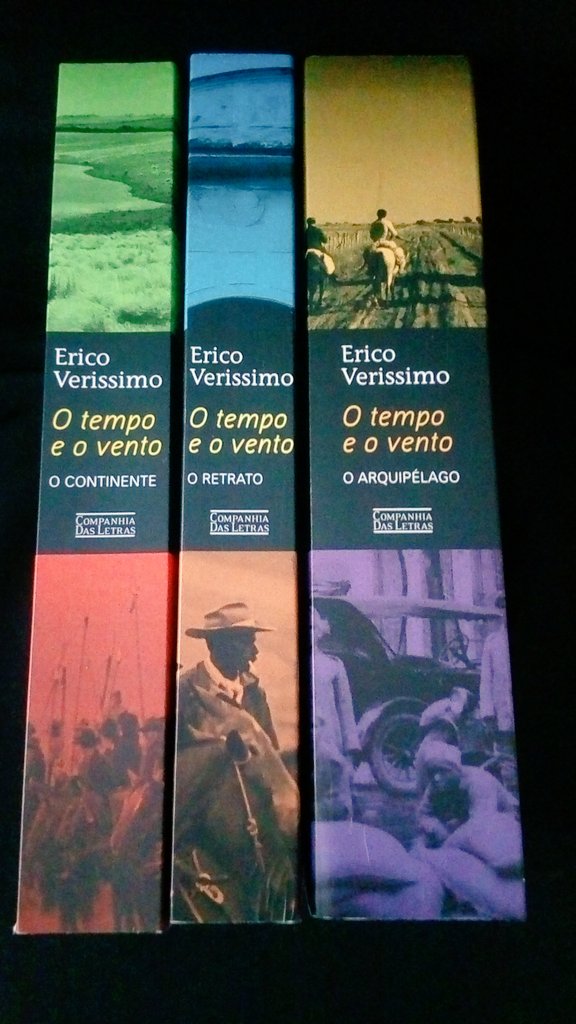 Erico
Verissimo
O tempo
e o vento
O CONTINENTE
COMPANHIA
DAS LETRAS
Erico
Verissimo
O tempo
e o vento
O RETRATO
COMPANHIA
DAS LETRAS
Erico
Verissimo
O tempo
e o vento
O ARQUIPÉLAGO
COMPANHIA
DAS LETRAS